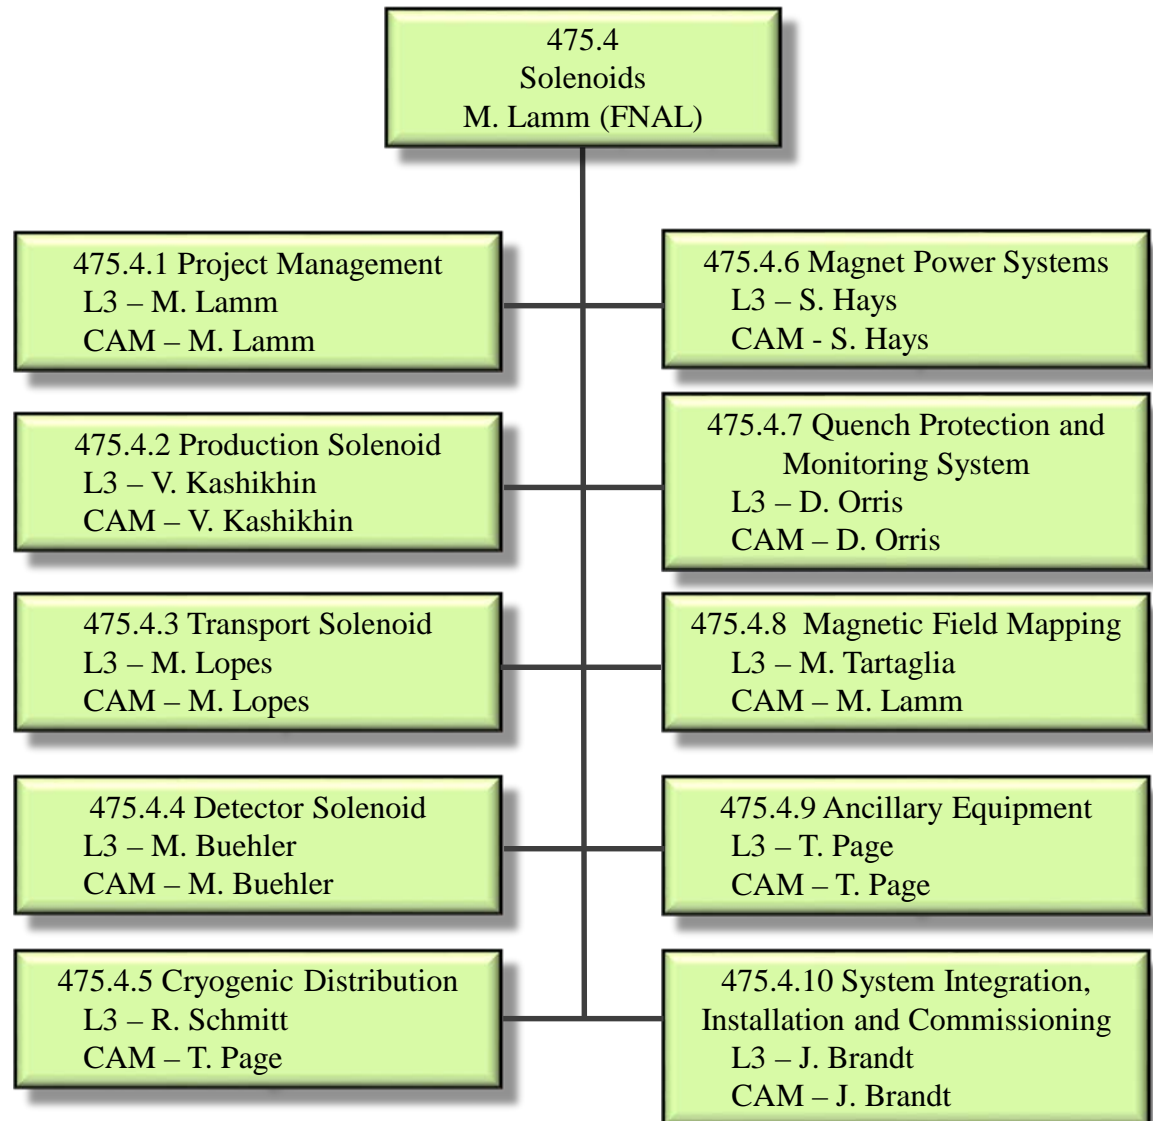 475.4
Solenoids
M. Lamm (FNAL)
475.4.1 Project Management
L3 – M. Lamm
CAM – M. Lamm
475.4.2 Production Solenoid
L3 – V. Kashikhin
CAM – V. Kashikhin
475.4.3 Transport Solenoid
L3 – M. Lopes
CAM – M. Lopes
475.4.4 Detector Solenoid
L3 – M. Buehler
CAM – M. Buehler
475.4.5 Cryogenic Distribution
L3 – R. Schmitt
CAM – T. Page
475.4.6 Magnet Power Systems
L3 – S. Hays
CAM - S. Hays
475.4.7 Quench Protection and
Monitoring System
L3 – D. Orris
CAM – D. Orris
475.4.8 Magnetic Field Mapping
L3 – M. Tartaglia
CAM – M. Lamm
475.4.9 Ancillary Equipment
L3 – T. Page
CAM – T. Page
475.4.10 System Integration,
Installation and Commissioning
L3 – J. Brandt
CAM – J. Brandt